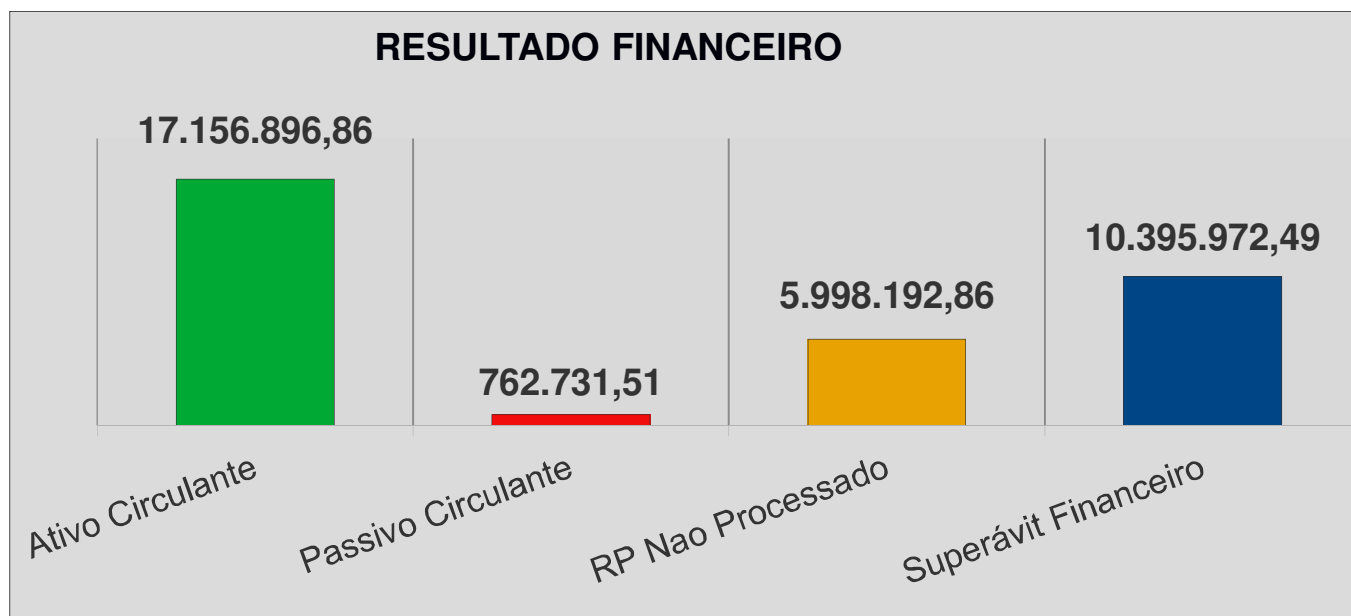 RESULTADO FINANCEIRO
17.156.896,86
762.731,51
5.998.192,86
10.395.972,49
Ativo Circulante
Passivo Circulante
RP Nao Processado
Superávit Financeiro